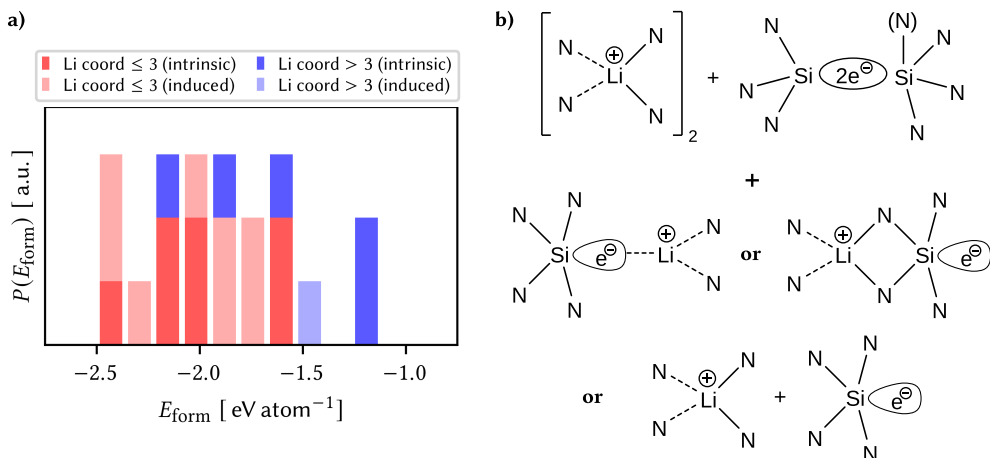 a)
Li coord ≤ 3 (intrinsic)
Li coord > 3 (intrinsic)
Li coord ≤ 3 (induced)
Li coord > 3 (induced)
P(E_form) [ a.u. ]
−2.5 −2.0 −1.5 −1.0
E_form [ eV atom⁻¹]
b)
(N)
N N N N
⊕
Li + Si 2e⊖ Si
N N N N N
2
+
N N N N N
⊕ ⊕
Si e⊖ Li or Li Si e⊖
N N N N N N
N N N N
⊕
or Li + Si e⊖
N N N N